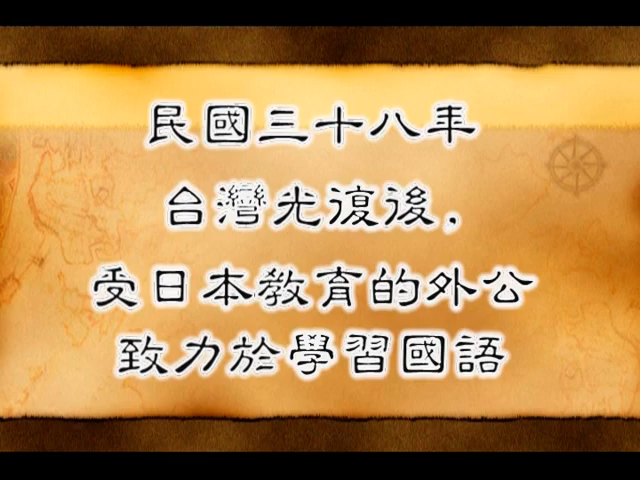 民國三十八年
台灣光復後,
受日本教育的外公
致力於學習國語